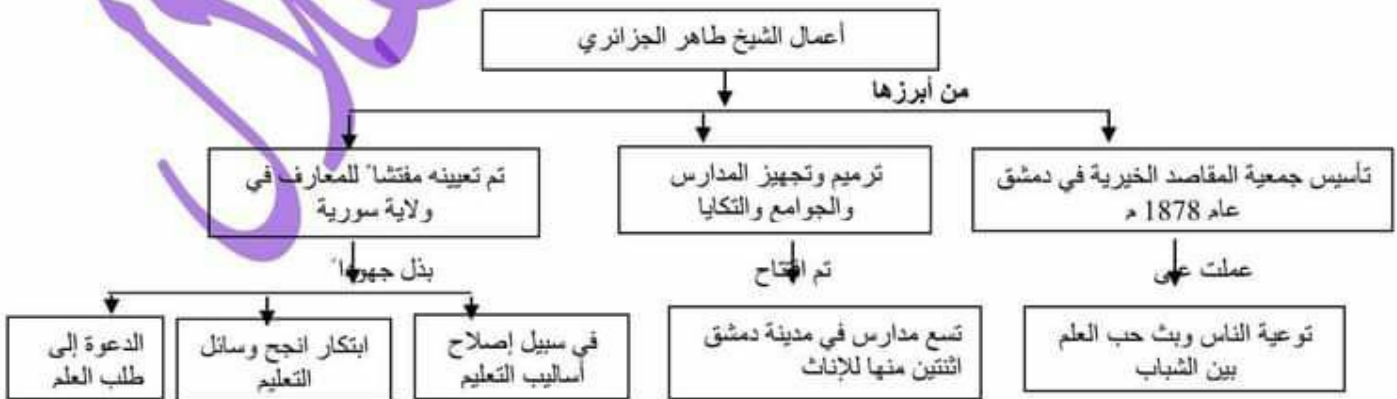 أعمال الشيخ طاهر الجزائري
من أبرزها
تأسيس جمعية المقاصد الخيرية في دمشق
عام 1878 م
ترميم وتجهيز المدارس
والجوامع والتكايا
تم تعيينه مفتشاً للمعارف في
ولاية سورية
عملت على
تم افتتاح
بذل جهوداً
توعية الناس وبث حب العلم
بين الشباب
تسع مدارس في مدينة دمشق
اثنتين منها للإناث
في سبيل إصلاح
أساليب التعليم
ابتكار انجح وسائل
التعليم
الدعوة إلى
طلب العلم